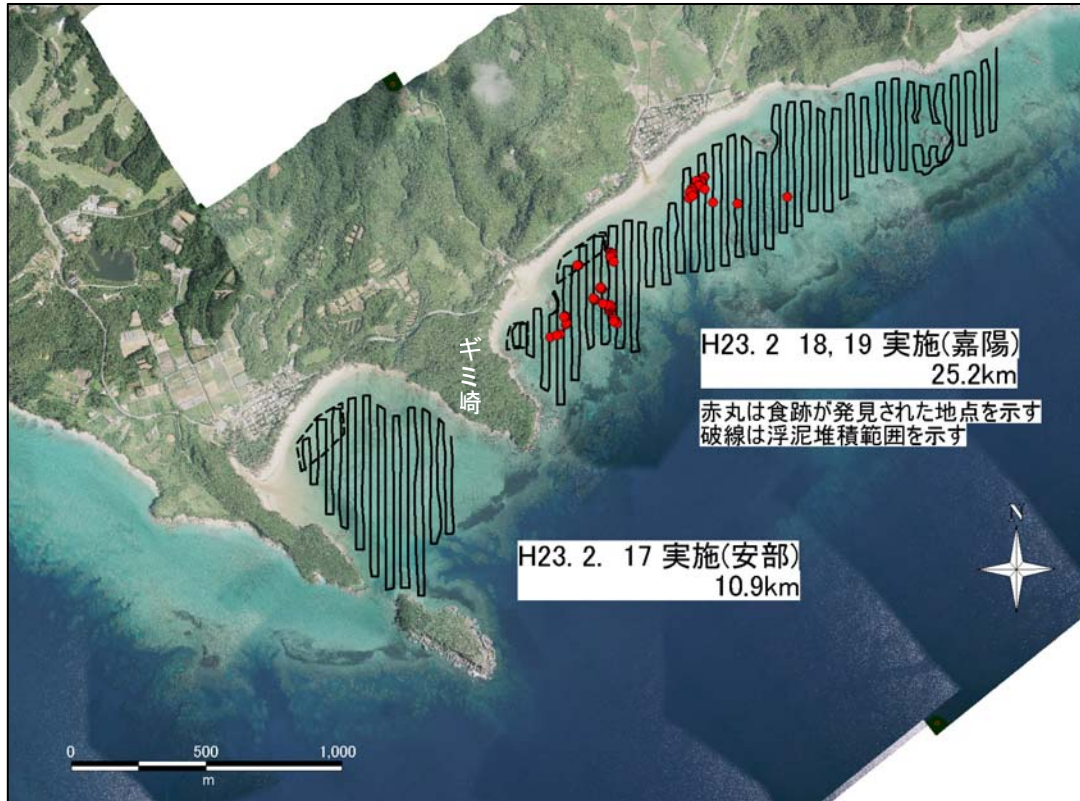 ギミ崎
H23. 2 18, 19 実施(嘉陽)
25.2km
赤丸は食跡が発見された地点を示す
破線は浮泥堆積範囲を示す
H23. 2. 17 実施(安部)
10.9km
N
0 500 1,000
m